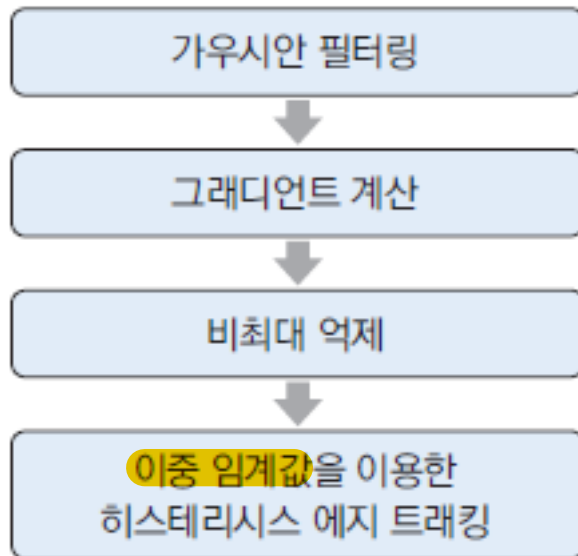 가우시안 필터링
그래디언트 계산
비최대 억제
이중 임계값을 이용한
히스테리시스 에지 트래킹